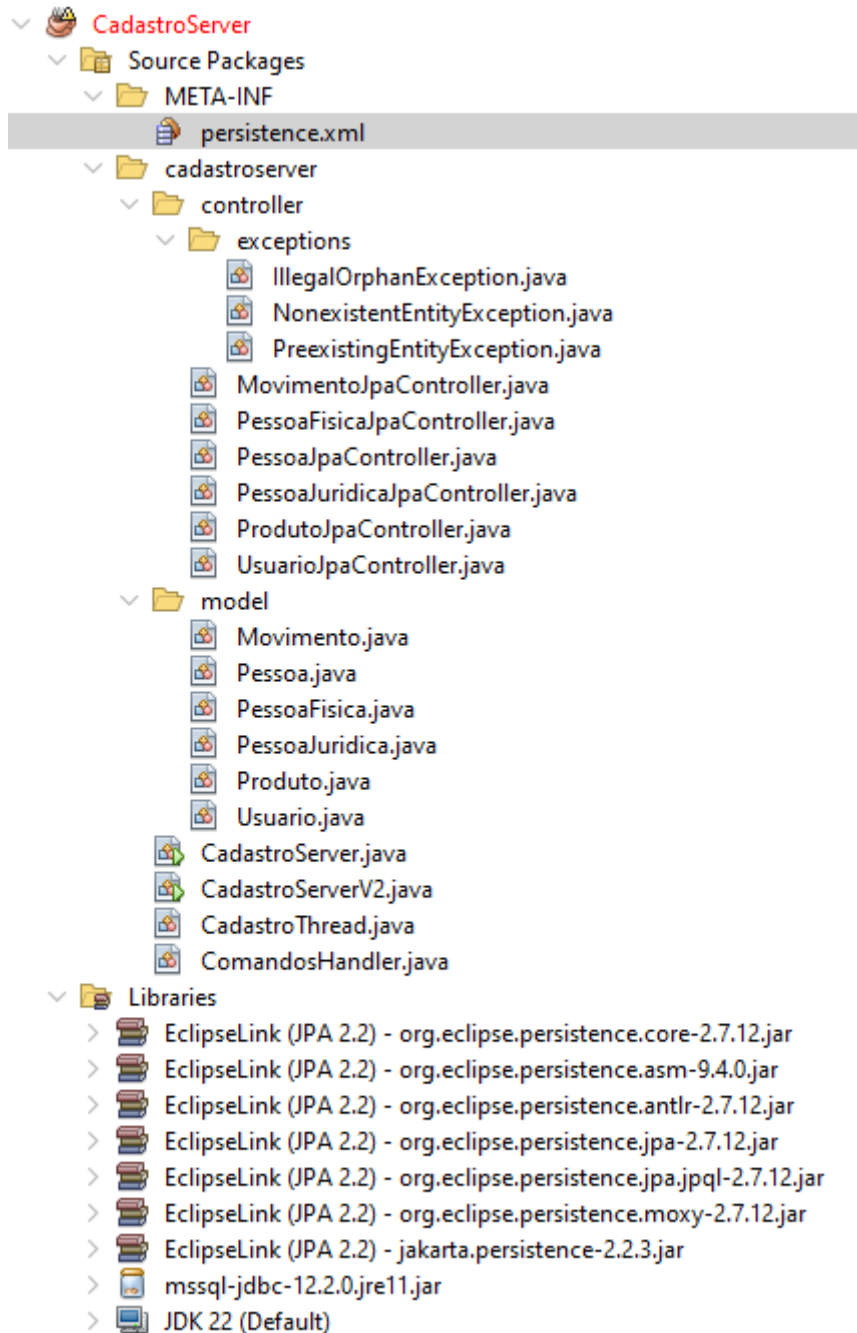 CadastroServer
Source Packages
META-INF
persistence.xml
cadastroserver
controller
exceptions
IllegalOrphanException.java
NonexistentEntityException.java
PreexistingEntityException.java
MovimentoJpaController.java
PessoaFisicaJpaController.java
PessoaJpaController.java
PessoaJuridicaJpaController.java
ProdutoJpaController.java
UsuarioJpaController.java
model
Movimento.java
Pessoa.java
PessoaFisica.java
PessoaJuridica.java
Produto.java
Usuario.java
CadastroServer.java
CadastroServerV2.java
CadastroThread.java
ComandosHandler.java
Libraries
EclipseLink (JPA 2.2) - org.eclipse.persistence.core-2.7.12.jar
EclipseLink (JPA 2.2) - org.eclipse.persistence.asm-9.4.0.jar
EclipseLink (JPA 2.2) - org.eclipse.persistence.antlr-2.7.12.jar
EclipseLink (JPA 2.2) - org.eclipse.persistence.jpa-2.7.12.jar
EclipseLink (JPA 2.2) - org.eclipse.persistence.jpa.jpql-2.7.12.jar
EclipseLink (JPA 2.2) - org.eclipse.persistence.moxy-2.7.12.jar
EclipseLink (JPA 2.2) - jakarta.persistence-2.2.3.jar
mssql-jdbc-12.2.0.jre11.jar
JDK 22 (Default)